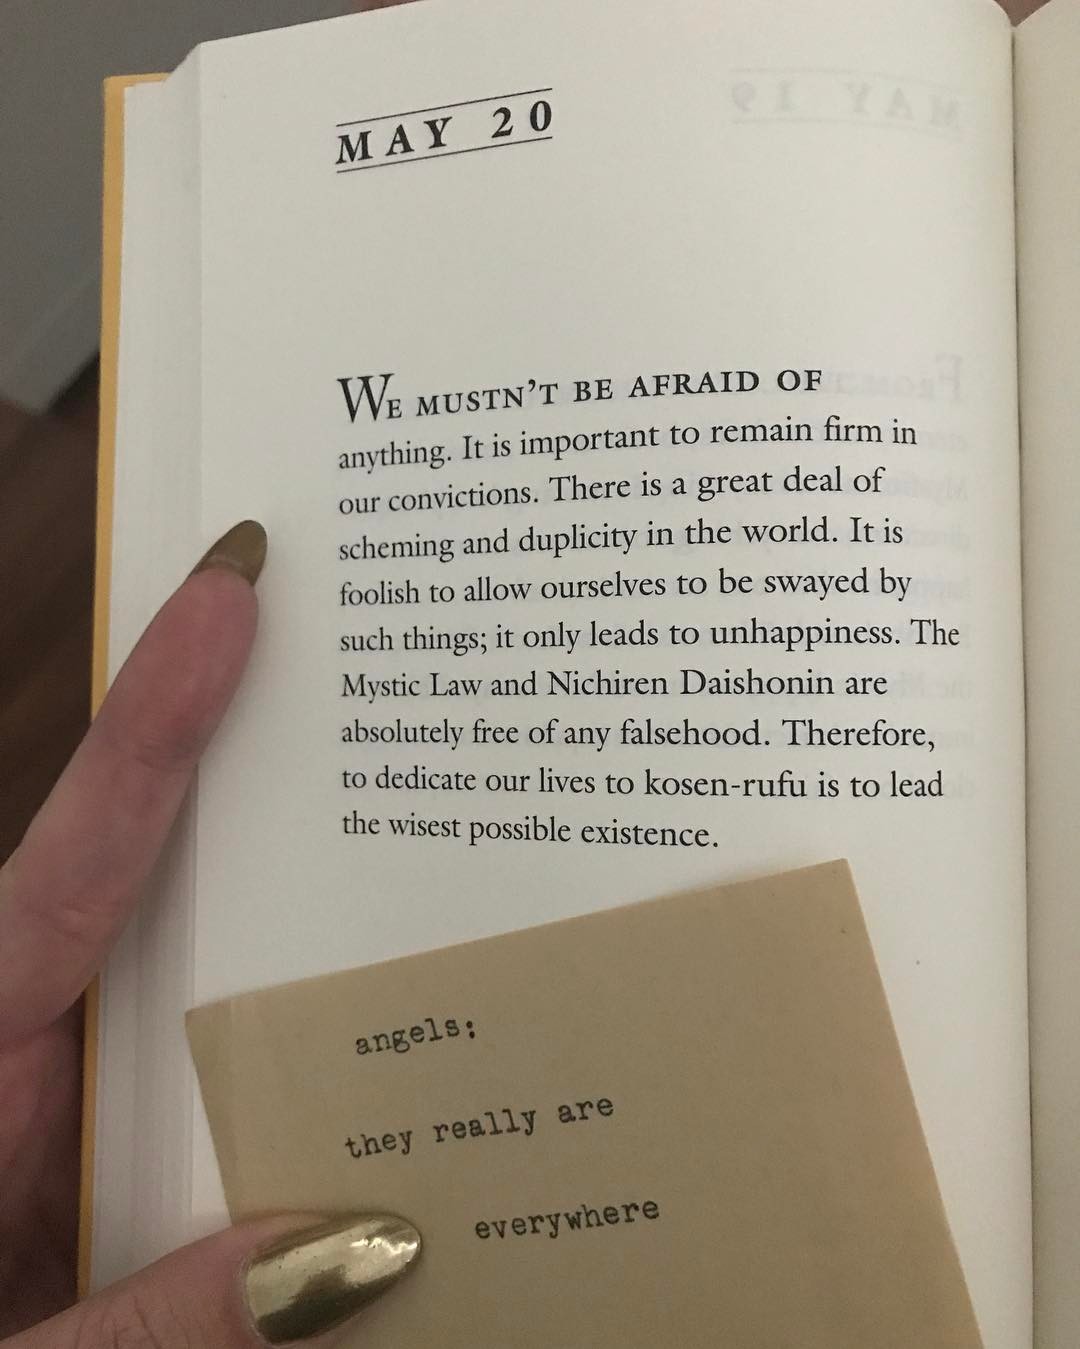 MAY 20
WE MUSTN'T BE AFRAID OF
anything. It is important to remain firm in
our convictions. There is a great deal of
scheming and duplicity in the world. It is
foolish to allow ourselves to be swayed by
such things; it only leads to unhappiness. The
Mystic Law and Nichiren Daishonin are
absolutely free of any falsehood. Therefore,
to dedicate our lives to kosen-rufu is to lead
the wisest possible existence.
angels:
they really are
everywhere